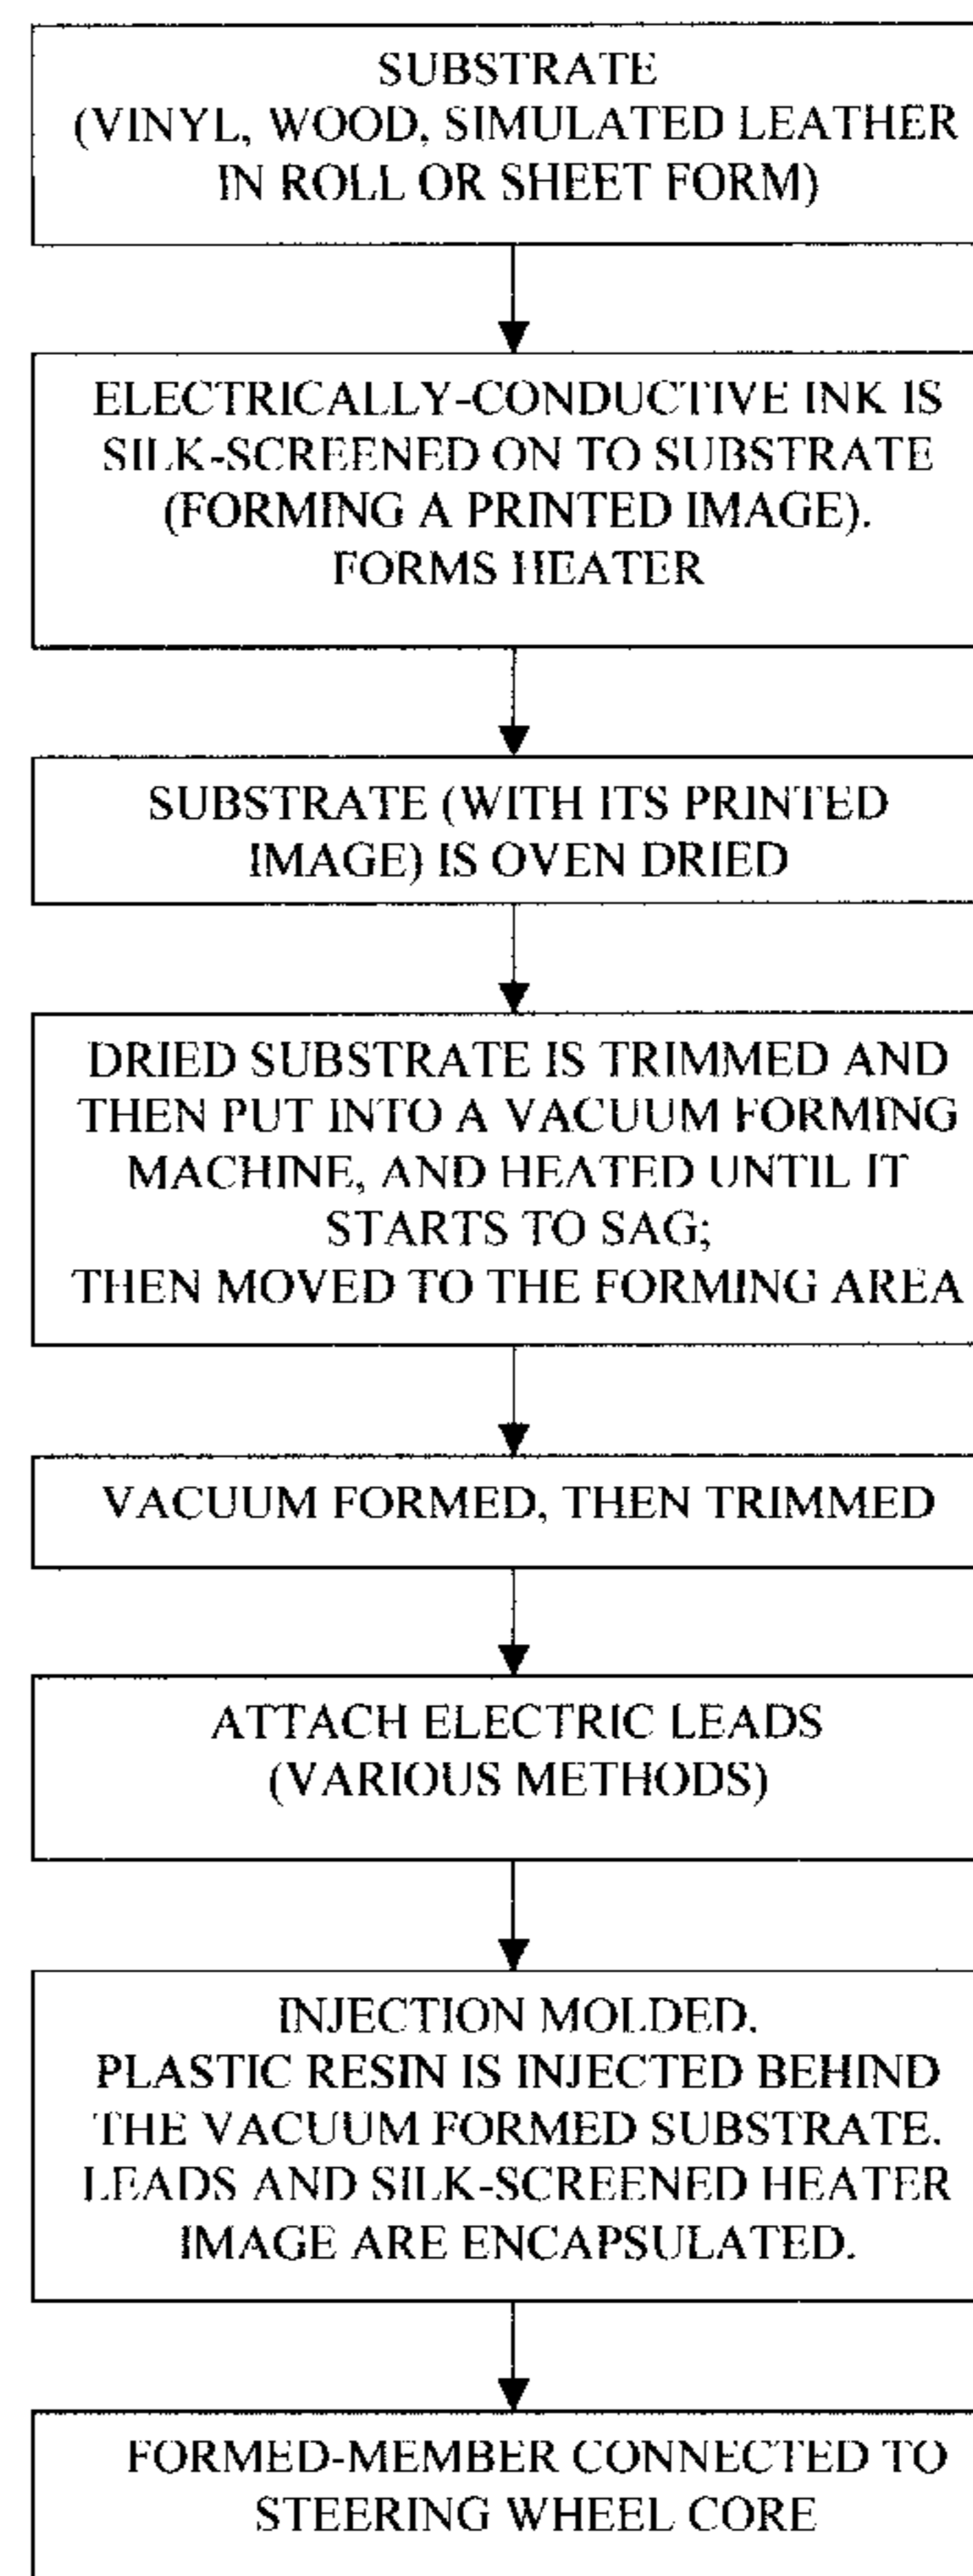 SUBSTRATE
(VINYL, WOOD, SIMULATED LEATHER
IN ROLL OR SHEET FORM)
ELECTRICALLY-CONDUCTIVE INK IS
SILK-SCREENED ON TO SUBSTRATE
(FORMING A PRINTED IMAGE).
FORMS HEATER
SUBSTRATE (WITH ITS PRINTED
IMAGE) IS OVEN DRIED
DRIED SUBSTRATE IS TRIMMED AND
THEN PUT INTO A VACUUM FORMING
MACHINE, AND HEATED UNTIL IT
STARTS TO SAG;
THEN MOVED TO THE FORMING AREA
VACUUM FORMED, THEN TRIMMED
ATTACH ELECTRIC LEADS
(VARIOUS METHODS)
INJECTION MOLDED.
PLASTIC RESIN IS INJECTED BEHIND
THE VACUUM FORMED SUBSTRATE.
LEADS AND SILK-SCREENED HEATER
IMAGE ARE ENCAPSULATED.
FORMED-MEMBER CONNECTED TO
STEERING WHEEL CORE